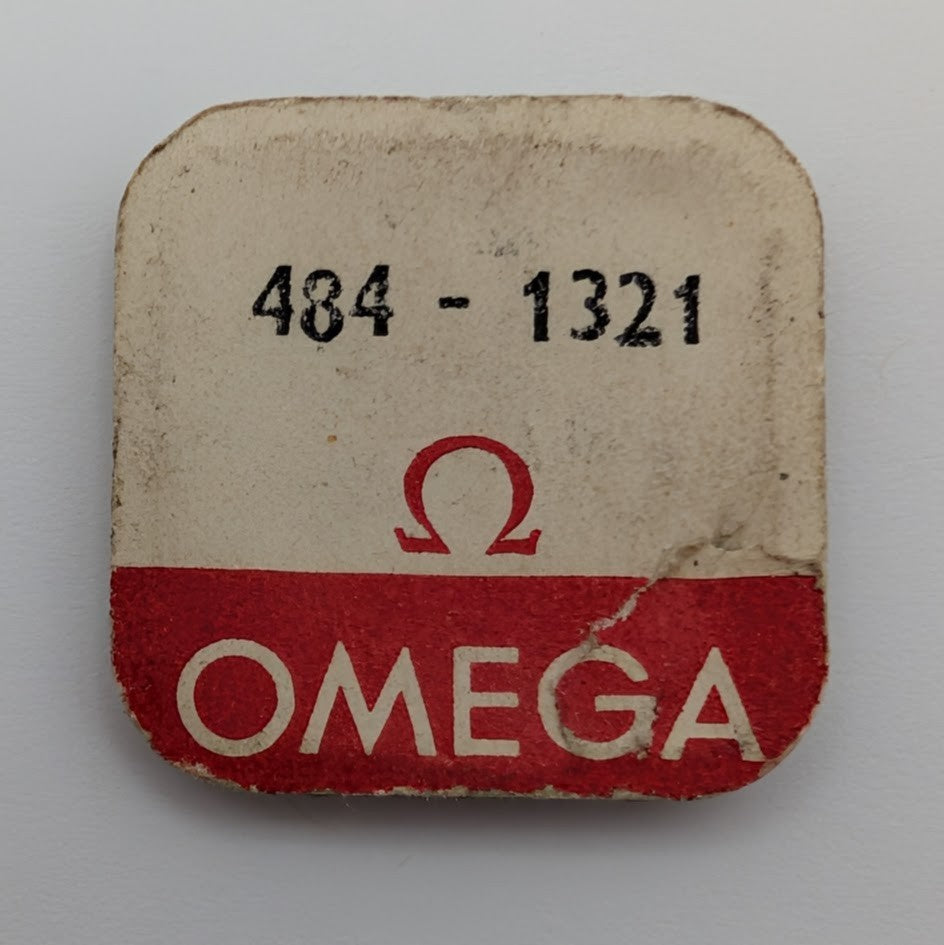 484 - 1321
Ω
OMEGA